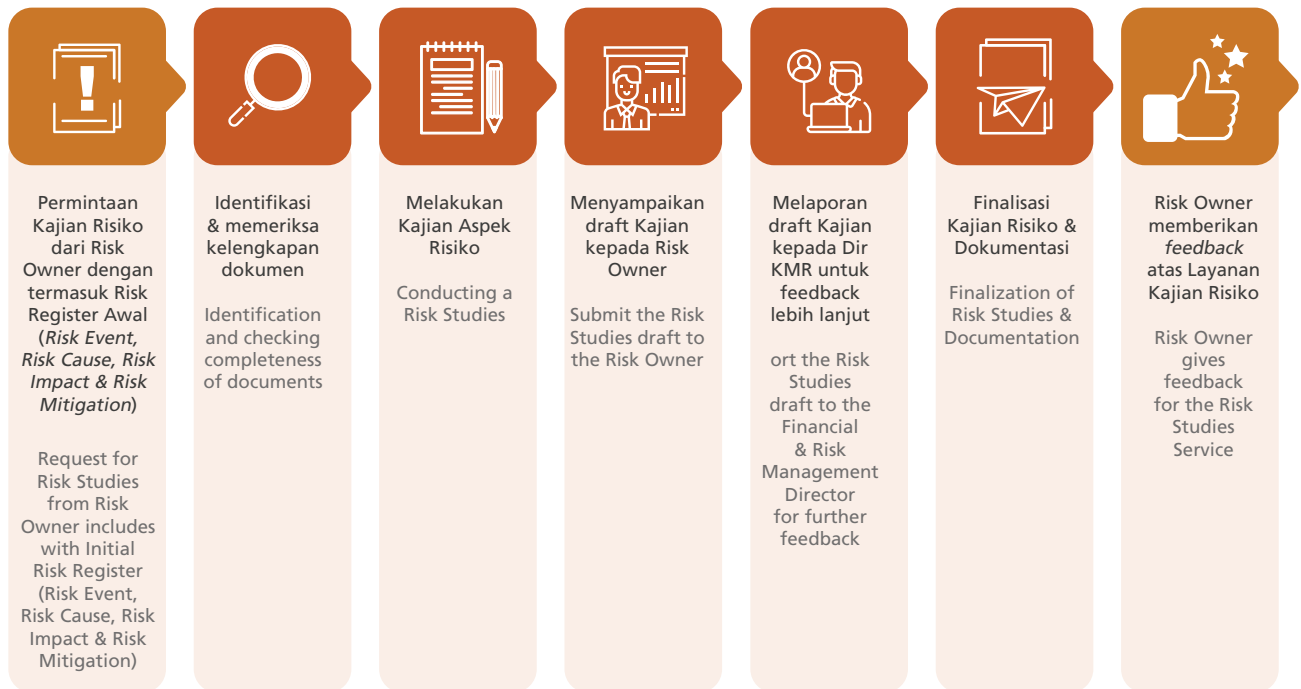 Permintaan
Kajian Risiko
dari Risk
Owner dengan
termasuk Risk
Register Awal
(Risk Event,
Risk Cause, Risk
Impact & Risk
Mitigation)
Request for
Risk Studies
from Risk
Owner includes
with Initial
Risk Register
(Risk Event,
Risk Cause, Risk
Impact & Risk
Mitigation)
Identifikasi
& memeriksa
kelengkapan
dokumen
Identification
and checking
completeness
of documents
Melakukan
Kajian Aspek
Risiko
Conducting a
Risk Studies
Menyampaikan
draft Kajian
kepada Risk
Owner
Submit the Risk
Studies draft to
the Risk Owner
Melaporan
draft Kajian
kepada Dir
KMR untuk
feedback
lebih lanjut
ort the Risk
Studies
draft to the
Financial
& Risk
Management
Director
for further
feedback
Finalisasi
Kajian Risiko &
Dokumentasi
Finalization of
Risk Studies &
Documentation
Risk Owner
memberikan
feedback
atas Layanan
Kajian Risiko
Risk Owner
gives
feedback
for the Risk
Studies
Service